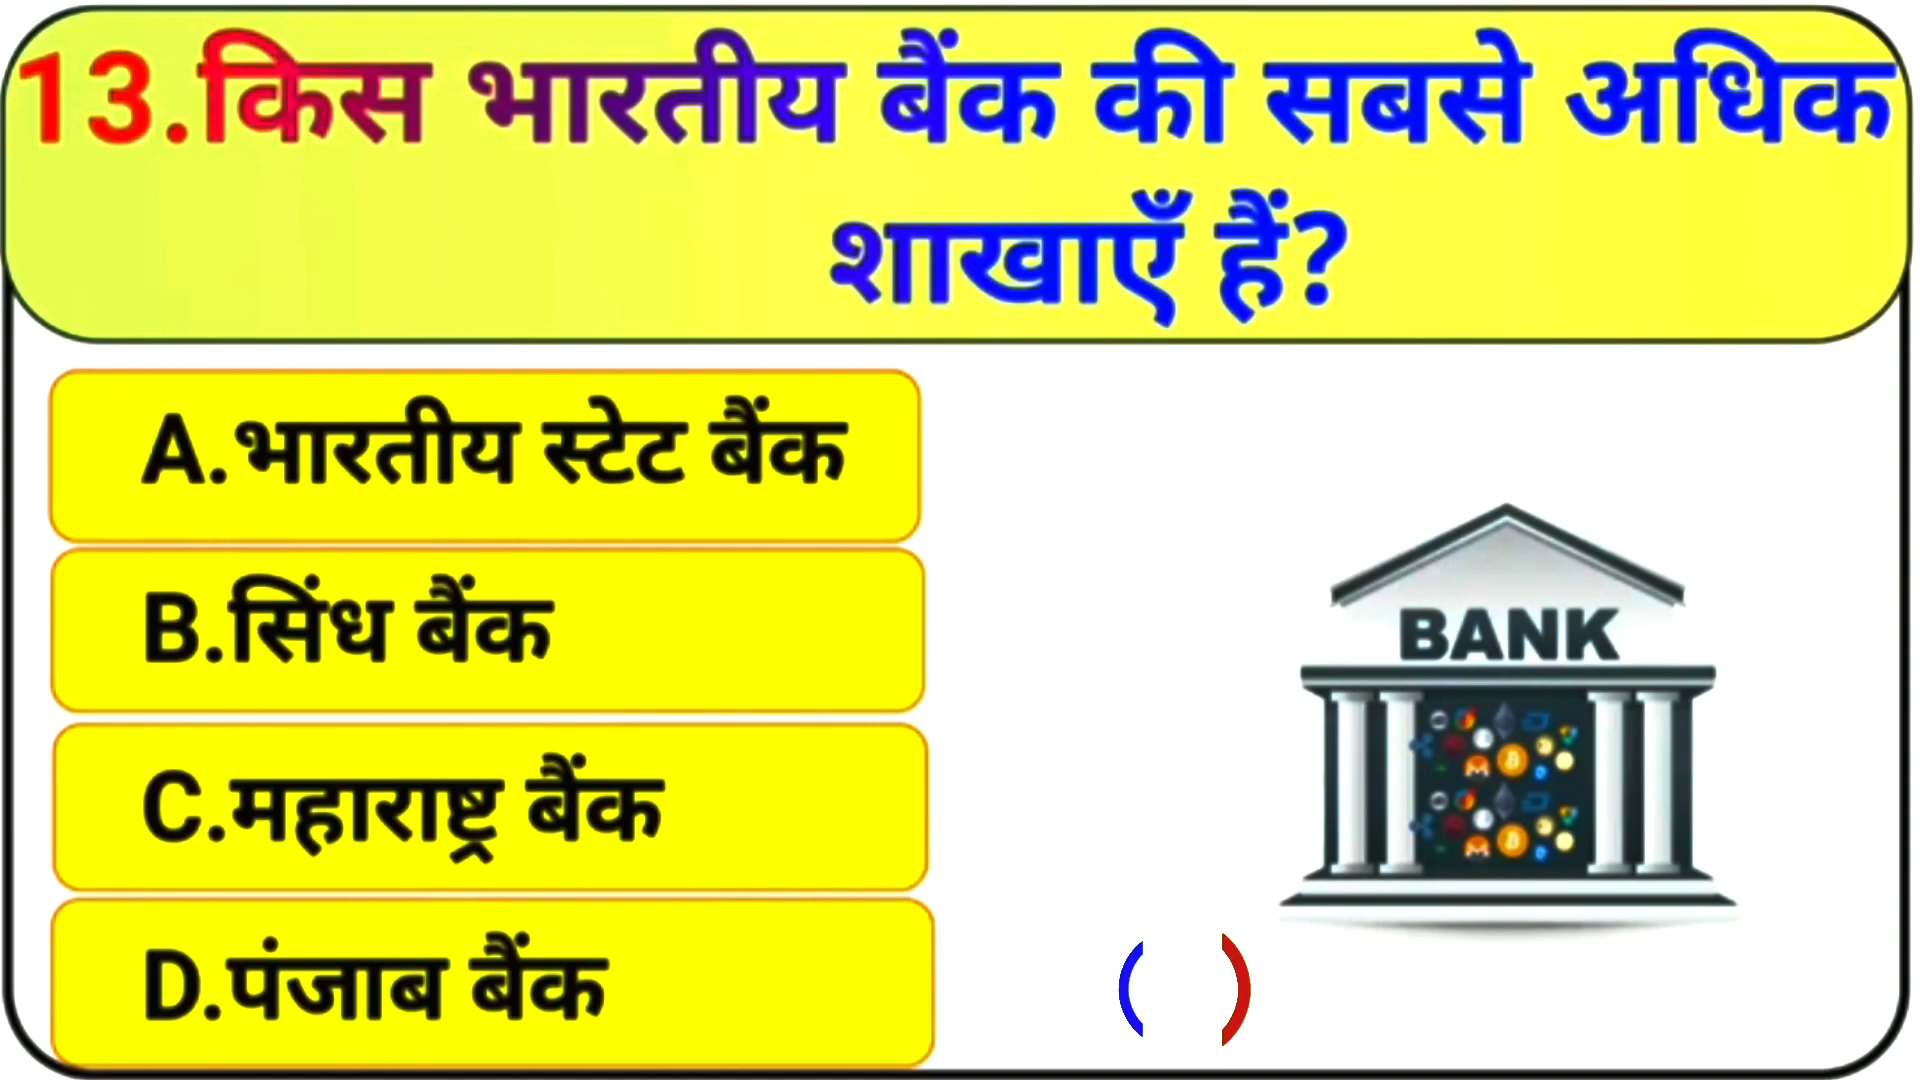 13.किस भारतीय बैंक की सबसे अधिक
शाखाएँ हैं?
A.भारतीय स्टेट बैंक
B.सिंध बैंक
C.महाराष्ट्र बैंक
D.पंजाब बैंक
BANK
( )